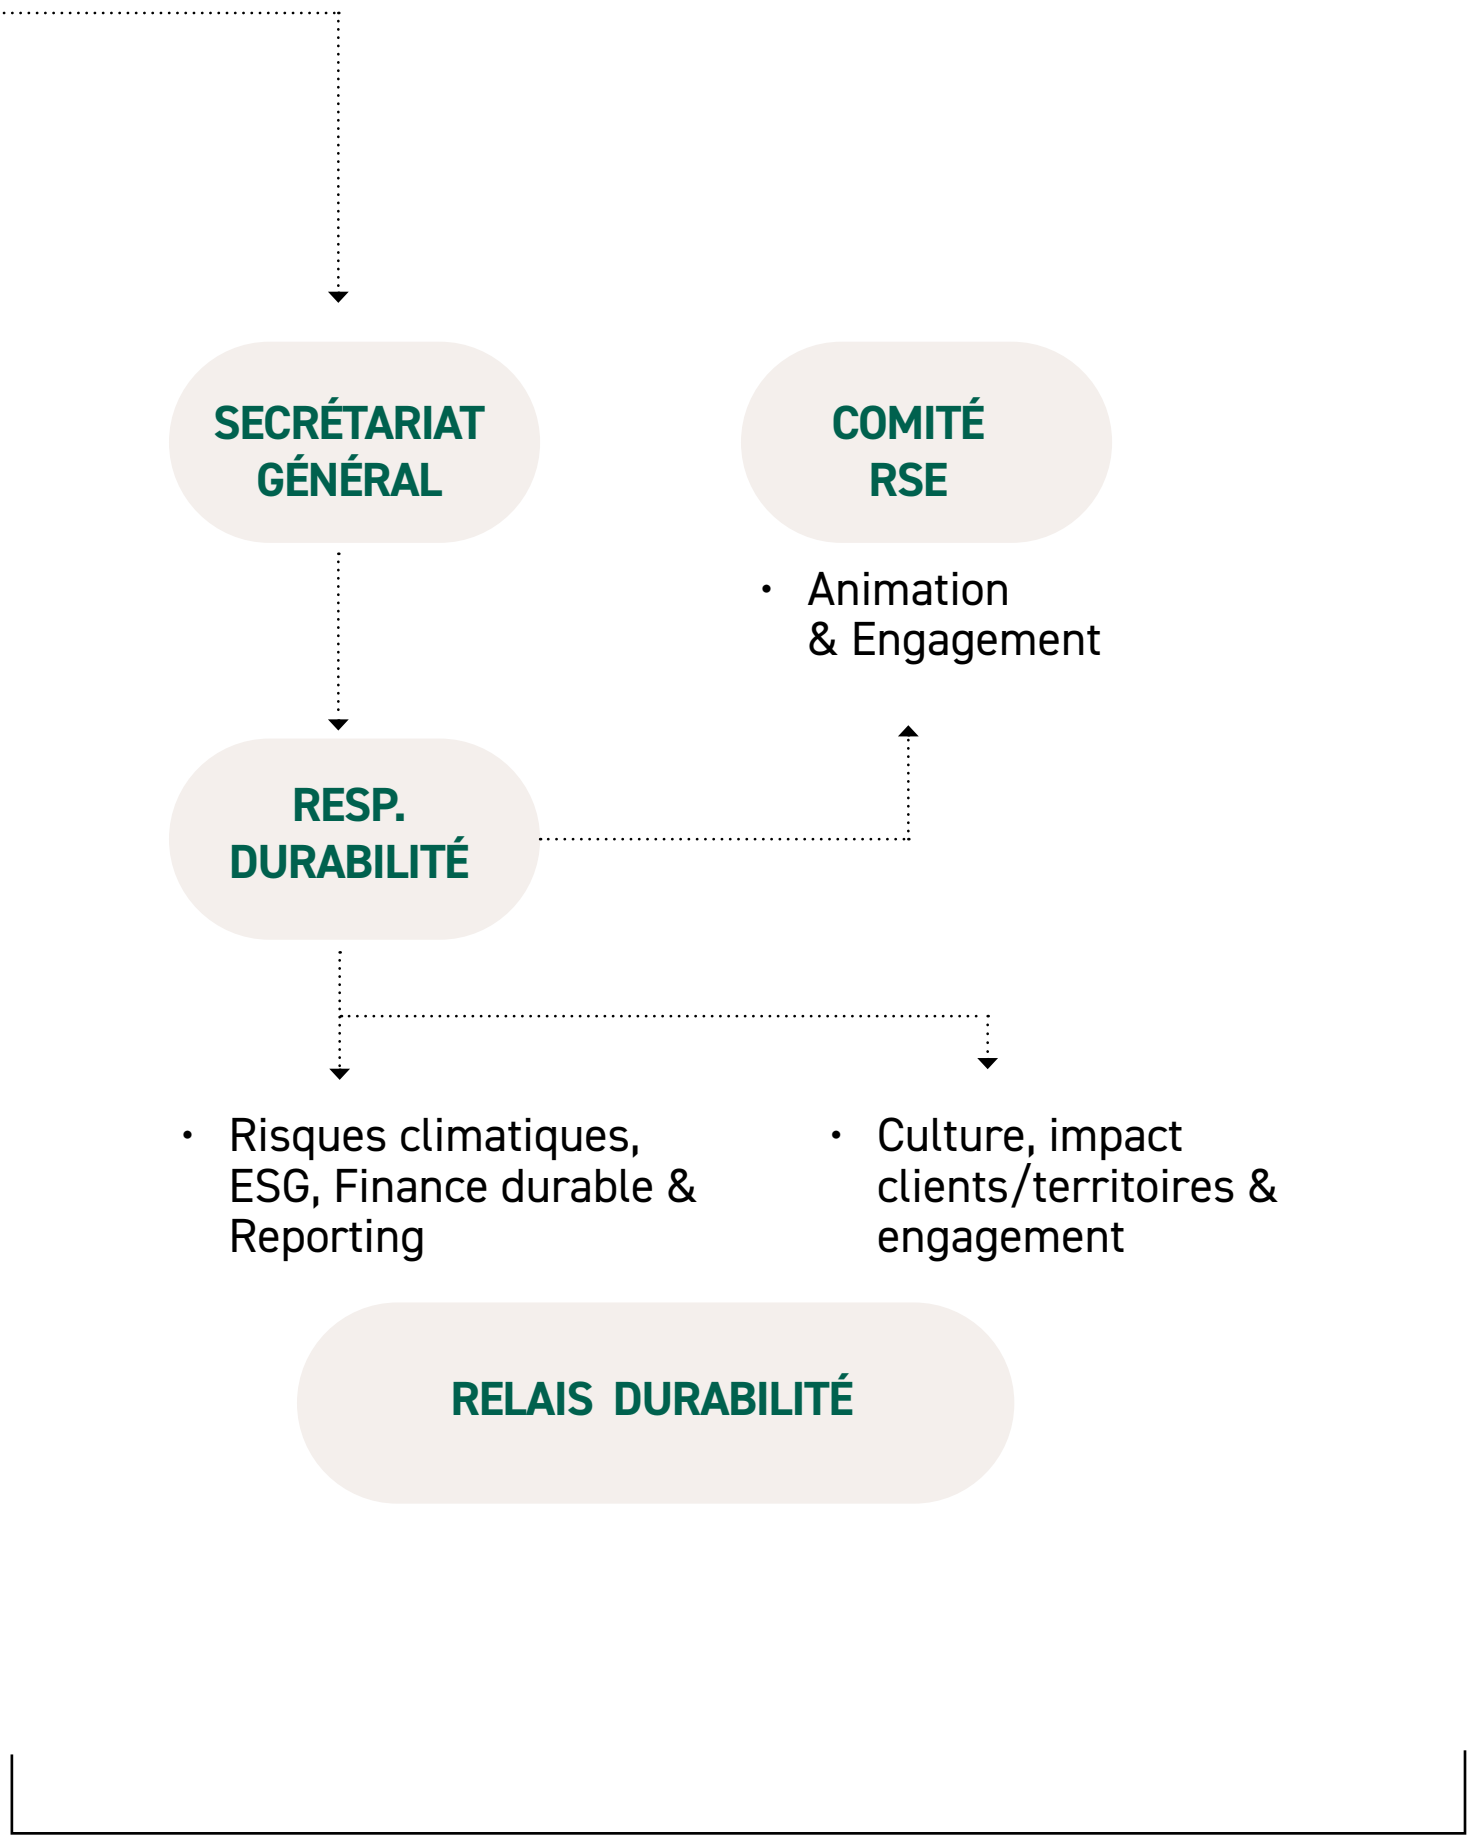 SECRÉTARIAT
GÉNÉRAL
COMITÉ
RSE
• Animation
& Engagement
RESP.
DURABILITÉ
• Risques climatiques,
ESG, Finance durable &
Reporting
• Culture, impact
clients/territoires &
engagement
RELAIS DURABILITÉ